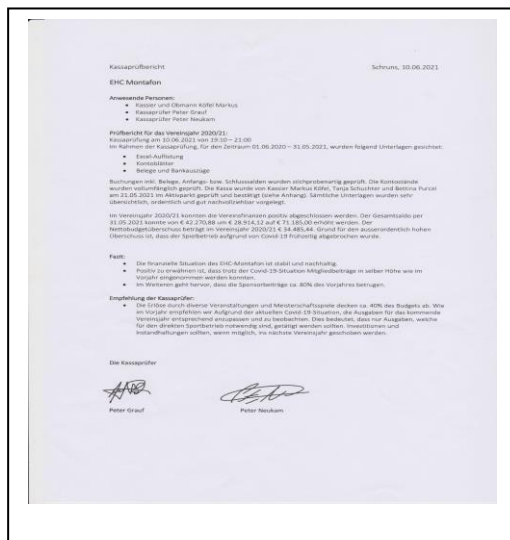 Kassaprüfbericht Schruns, 10.06.2021
EHC Montafon
Anwesende Personen:
• Kassier und Obmann Köfel Markus
• Kassaprüfer Peter Grauf
• Kassaprüfer Peter Neukam
Prüfbericht für das Vereinsjahr 2020/21:
Kassaprüfung am 10.06.2021 von 19:10 – 21:00
Im Rahmen der Kassaprüfung, für den Zeitraum 01.06.2020 – 31.05.2021, wurden folgend Unterlagen gesichtet:
• Excel-Auflistung
• Kontoblätter
• Belege und Bankauszüge
Buchungen inkl. Belege, Anfangs- bzw. Schlusssalden wurden stichprobenartig geprüft. Die Kontostände
wurden vollumfänglich geprüft. Die Kassa wurde von Kassier Markus Köfel, Tanja Schuchter und Bettina Purcel
am 21.05.2021 im Aktivparkt geprüft und bestätigt (siehe Anhang). Sämtliche Unterlagen wurden sehr
übersichtlich, ordentlich und gut nachvollziehbar vorgelegt.
Im Vereinsjahr 2020/21 konnten die Vereinsfinanzen positiv abgeschlossen werden. Der Gesamtsaldo per
31.05.2021 konnte von € 42.270,88 um € 28.914,12 auf € 71.185,00 erhöht werden. Der
Nettobudgetüberschuss beträgt im Vereinsjahr 2020/21 € 34.485,44. Grund für den ausserordentlich hohen
Überschuss ist, dass der Spielbetrieb aufgrund von Covid-19 frühzeitig abgebrochen wurde.
Fazit:
• Die finanzielle Situation des EHC-Montafon ist stabil und nachhaltig.
• Positiv zu erwähnen ist, dass trots der Covid-19-Situation Mitgliedbeiträge in selber Höhe wie im
Vorjahr eingenommen werden konnten.
• Im Weiteren geht hervor, dass die Sponsorbeiträge ca. 80% des Vorjahres betrugen.
Empfehlung der Kassaprüfer:
• Die Erlöse durch diverse Veranstaltungen und Meisterschaftsspiele decken ca. 40% des Budgets ab. Wie
im Vorjahr empfehlen wir Aufgrund der aktuellen Covid-19-Situation, die Ausgaben für das kommende
Vereinsjahr entsprechend anzupassen und zu beobachten. Dies bedeutet, dass nur Ausgaben, welche
für den direkten Sportbetrieb notwendig sind, getätigt werden sollten. Investitionen und
Instandhaltungen sollten, wenn möglich, ins nächste Vereinsjahr geschoben werden.
Die Kassaprüfer
Peter Grauf Peter Neukam